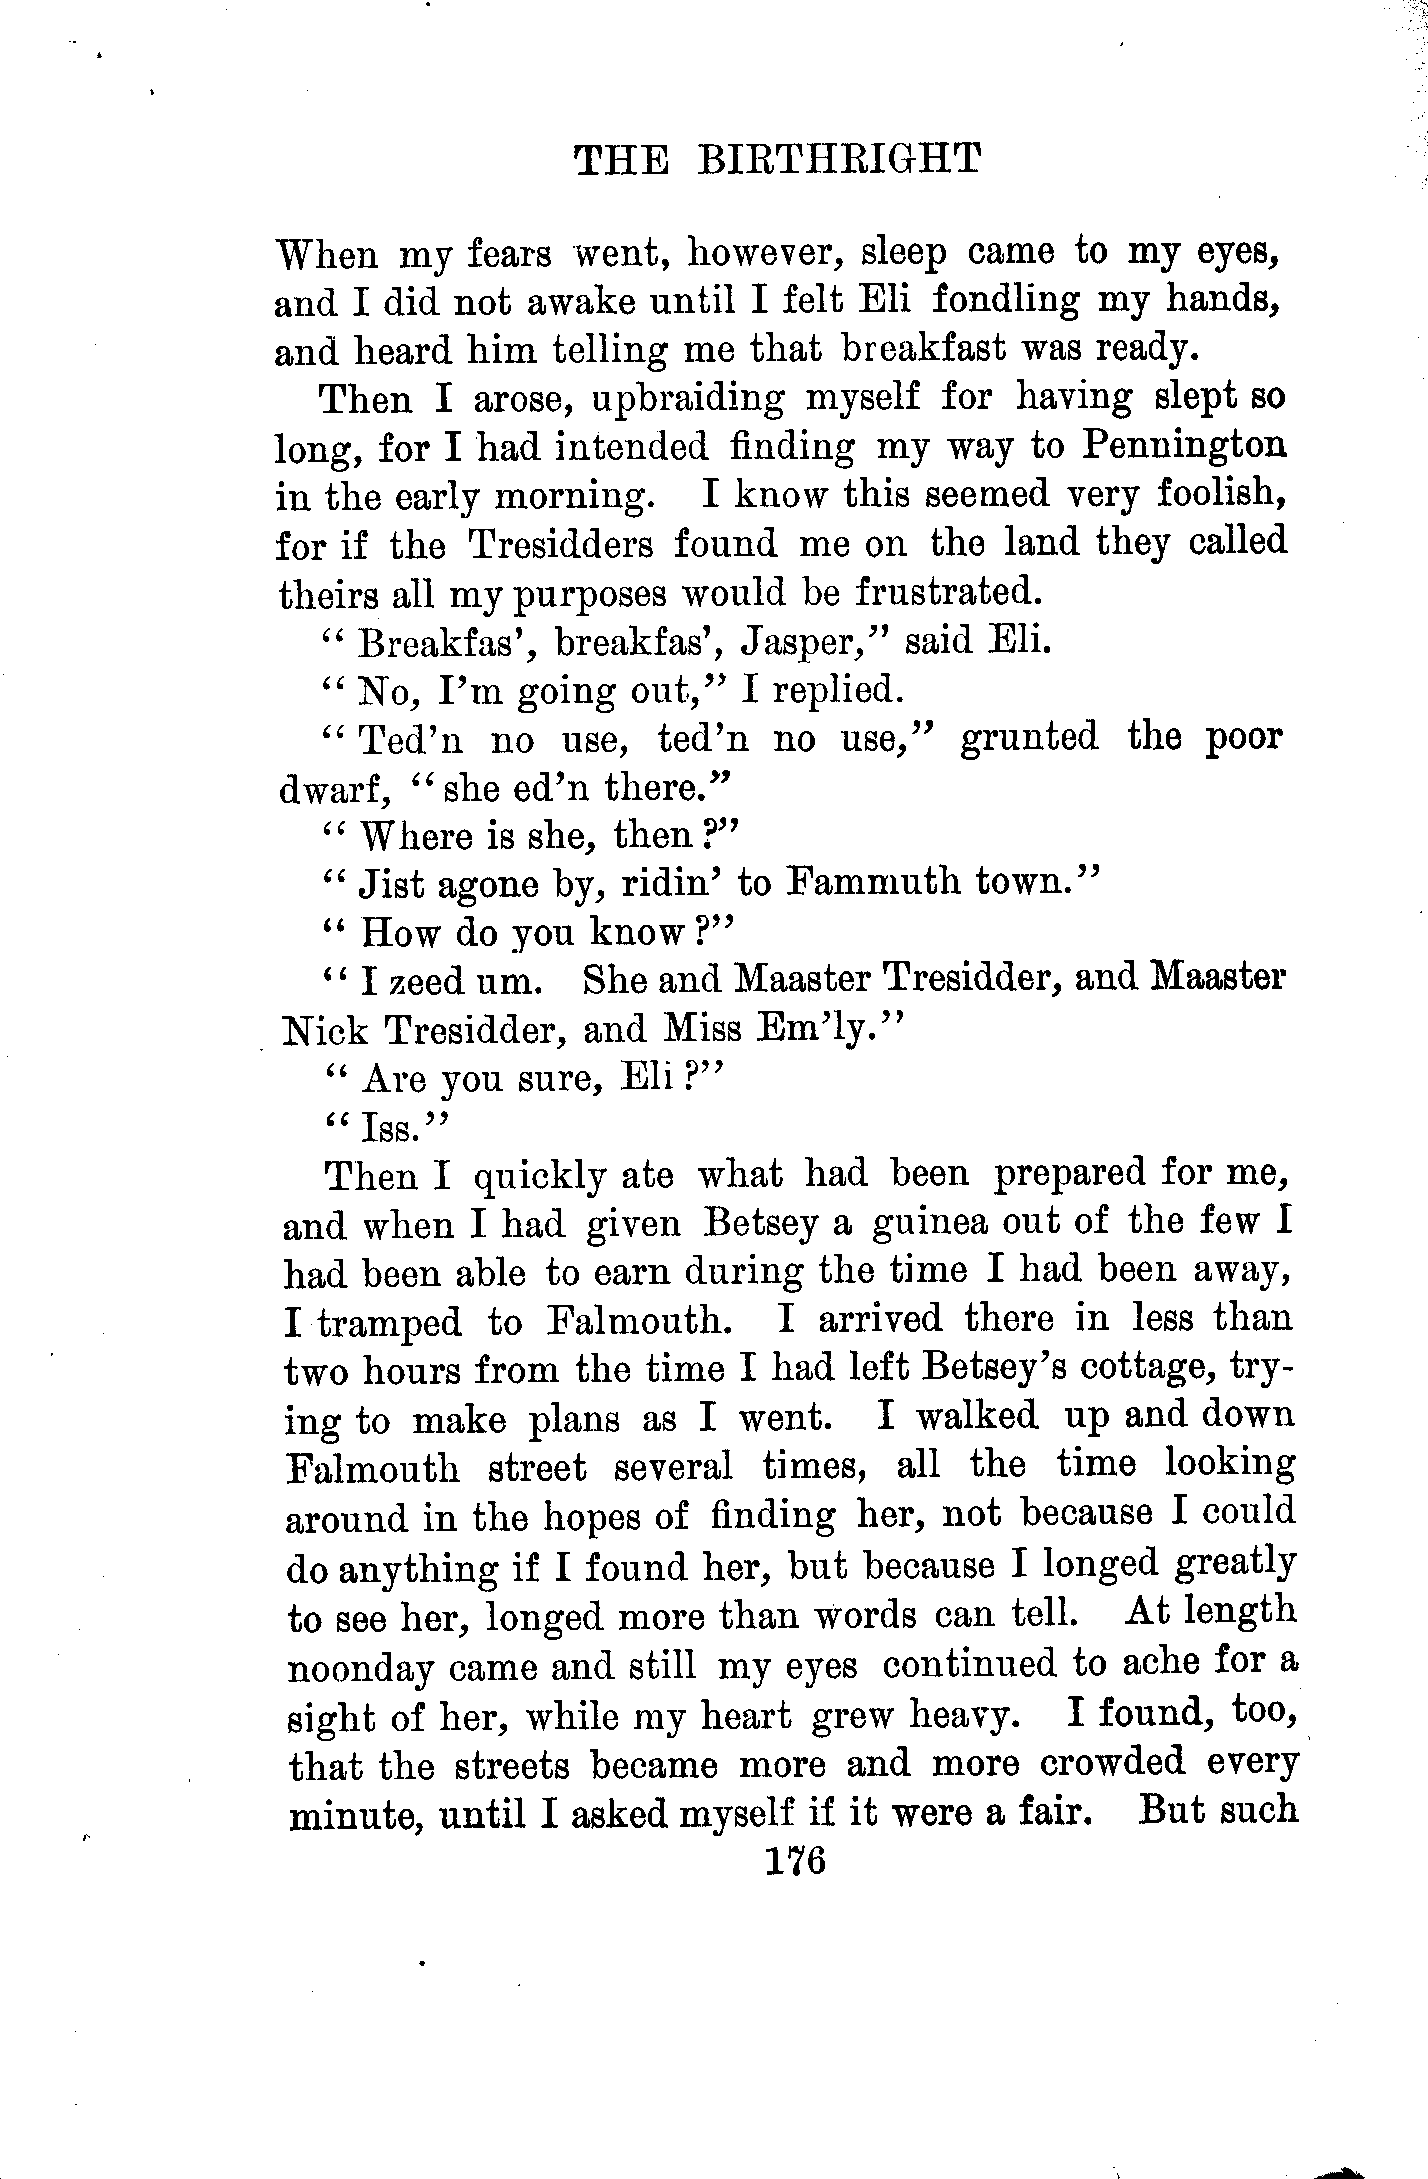 THE BIRTHRIGHT
When my fears went, however, sleep came to my eyes,
and I did not awake until I felt Eli fondling my hands,
and heard him telling me that breakfast was ready.
Then I arose, upbraiding myself for having slept so
long, for I had intended finding my way to Pennington
in the early morning. I know this seemed very foolish,
for if the Tresidders found me on the land they called
theirs all my purposes would be frustrated.
"Breakfas', breakfas', Jasper," said Eli.
"No, I'm going out," I replied.
"Ted'n no use, ted'n no use," grunted the poor
dwarf, "she ed'n there."
"Where is she, then?"
"Jist agone by, ridin' to Fammuth town."
"How do you know?"
"I zeed um. She and Maaster Tresidder, and Maaster
Nick Tresidder, and Miss Em'ly."
"Are you sure, Eli?"
"Iss."
Then I quickly ate what had been prepared for me,
and when I had given Betsey a guinea out of the few I
had been able to earn during the time I had been away,
I tramped to Falmouth. I arrived there in less than
two hours from the time I had left Betsey's cottage, try-
ing to make plans as I went. I walked up and down
Falmouth street several times, all the time looking
around in the hopes of finding her, not because I could
do anything if I found her, but because I longed greatly
to see her, longed more than words can tell. At length
noonday came and still my eyes continued to ache for a
sight of her, while my heart grew heavy. I found, too,
that the streets became more and more crowded every
minute, until I asked myself if it were a fair. But such
176